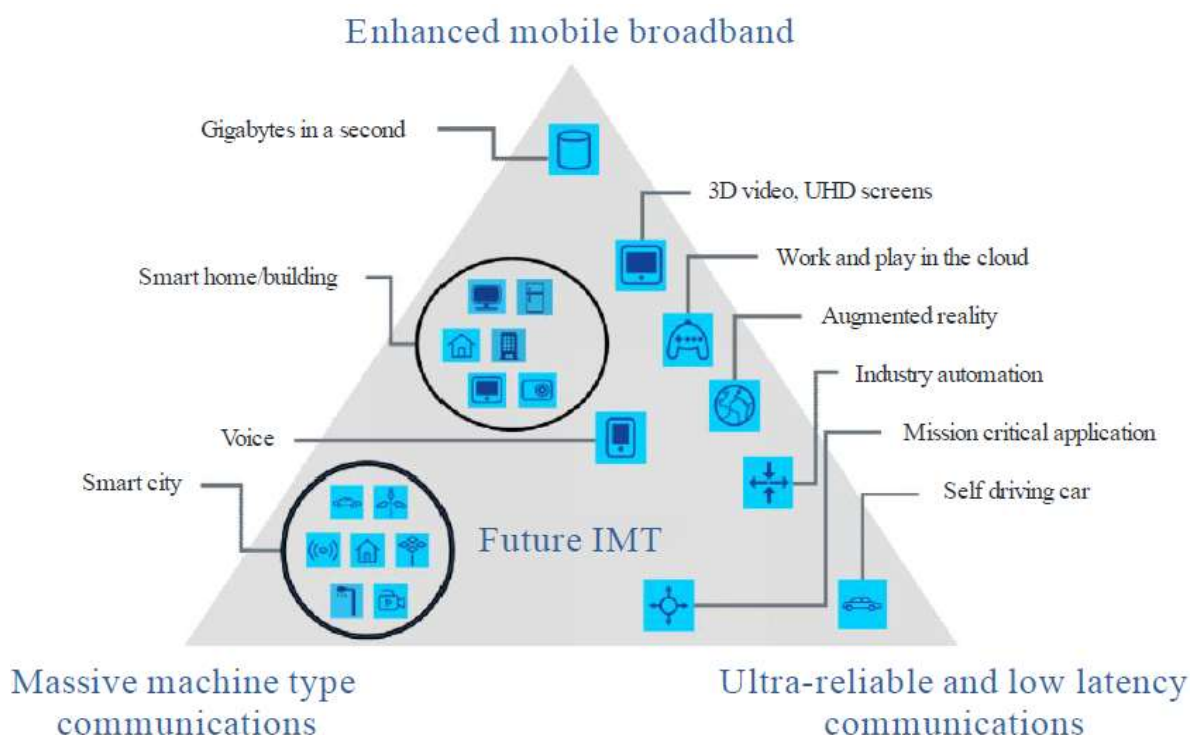 Enhanced mobile broadband
Gigabytes in a second
3D video, UHD screens
Work and play in the cloud
Smart home/building
Augmented reality
Industry automation
Voice
Mission critical application
Smart city
Self driving car
Future IMT
Massive machine type
communications
Ultra-reliable and low latency
communications